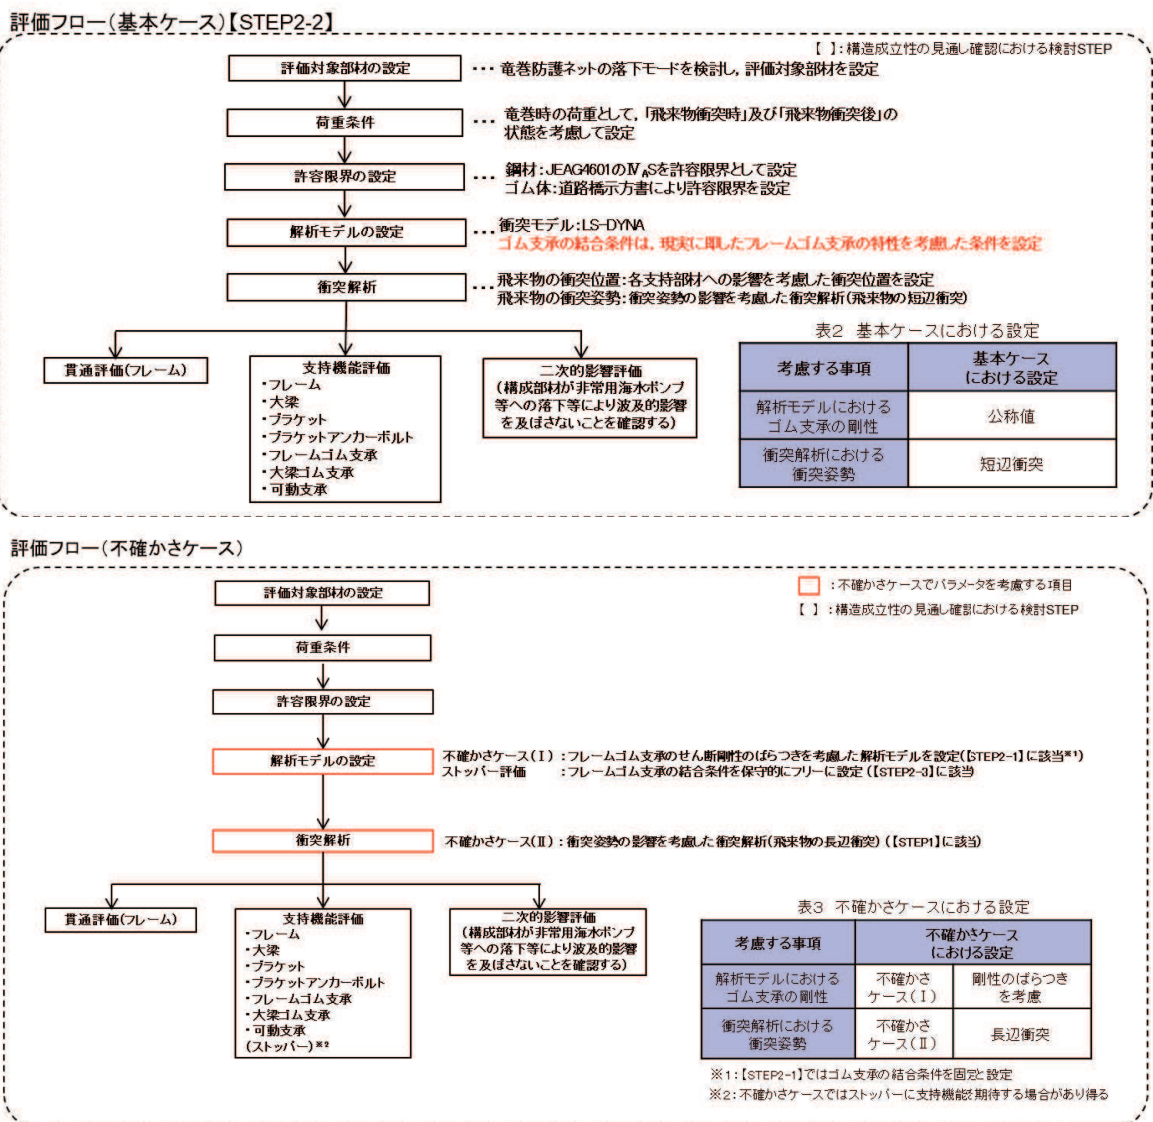 評価フロー(基本ケース)【STEP2-2】
【 】:構造成立性の見通し確認における検討STEP
評価対象部材の設定
･･･ 竜巻防護ネットの落下モードを検討し,評価対象部材を設定
荷重条件
･･･ 竜巻時の荷重として,「飛来物衝突時」及び「飛来物衝突後」の
状態を考慮して設定
許容限界の設定
･･･ 鋼材:JEAG4601のⅣASを許容限界として設定
ゴム体:道路橋示方書により許容限界を設定
解析モデルの設定
･･･ 衝突モデル:LS-DYNA
ゴム支承の結合条件は,現実に即したフレームゴム支承の特性を考慮した条件を設定
衝突解析
･･･ 飛来物の衝突位置:各支持部材への影響を考慮した衝突位置を設定
飛来物の衝突姿勢:衝突姿勢の影響を考慮した衝突解析(飛来物の短辺衝突)
貫通評価(フレーム)
支持機能評価
・フレーム
・大梁
・ブラケット
・ブラケットアンカーボルト
・フレームゴム支承
・大梁ゴム支承
・可動支承
二次的影響評価
(構成部材が非常用海水ポンプ
等への落下等により波及的影響
を及ぼさないことを確認する)
表2 基本ケースにおける設定
考慮する事項
基本ケース
における設定
解析モデルにおける
ゴム支承の剛性
公称値
衝突解析における
衝突姿勢
短辺衝突
評価フロー(不確かさケース)
:不確かさケースでパラメータを考慮する項目
【 】:構造成立性の見通し確認における検討STEP
評価対象部材の設定
荷重条件
許容限界の設定
解析モデルの設定
不確かさケース(Ⅰ):フレームゴム支承のせん断剛性のばらつきを考慮した解析モデルを設定(【STEP2-1】に該当※1)
ストッパー評価 :フレームゴム支承の結合条件を保守的にフリーに設定(【STEP2-3】に該当)
衝突解析
不確かさケース(Ⅱ):衝突姿勢の影響を考慮した衝突解析(飛来物の長辺衝突)(【STEP1】に該当)
貫通評価(フレーム)
支持機能評価
・フレーム
・大梁
・ブラケット
・ブラケットアンカーボルト
・フレームゴム支承
・大梁ゴム支承
・可動支承
(ストッパー)※2
二次的影響評価
(構成部材が非常用海水ポンプ
等への落下等により波及的影響
を及ぼさないことを確認する)
表3 不確かさケースにおける設定
考慮する事項
不確かさケース
における設定
解析モデルにおける
ゴム支承の剛性
不確かさ
ケース(Ⅰ)
剛性のばらつき
を考慮
衝突解析における
衝突姿勢
不確かさ
ケース(Ⅱ)
長辺衝突
※1:【STEP2-1】ではゴム支承の結合条件を固定と設定
※2:不確かさケースではストッパーに支持機能を期待する場合があり得る